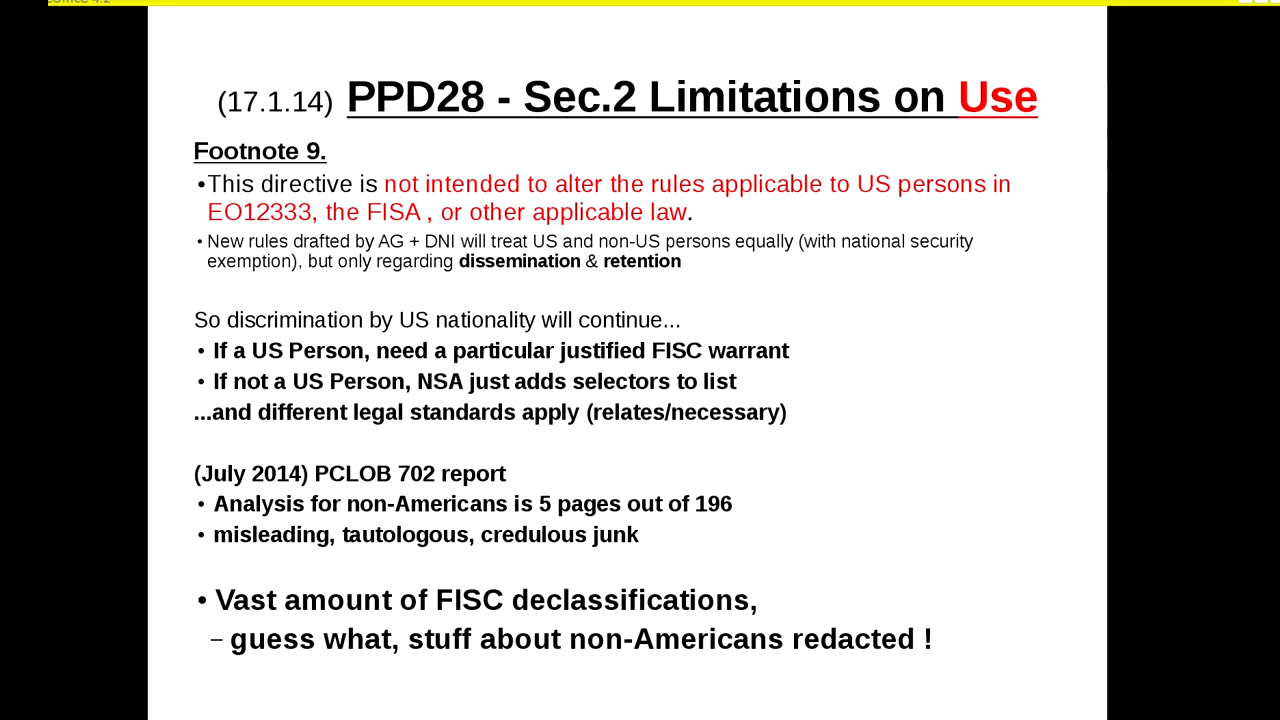 (17.1.14) PPD28 - Sec.2 Limitations on Use
Footnote 9.
•This directive is not intended to alter the rules applicable to US persons in
EO12333, the FISA , or other applicable law.
• New rules drafted by AG + DNI will treat US and non-US persons equally (with national security
exemption), but only regarding dissemination & retention
So discrimination by US nationality will continue...
• If a US Person, need a particular justified FISC warrant
• If not a US Person, NSA just adds selectors to list
...and different legal standards apply (relates/necessary)
(July 2014) PCLOB 702 report
• Analysis for non-Americans is 5 pages out of 196
• misleading, tautologous, credulous junk
• Vast amount of FISC declassifications,
– guess what, stuff about non-Americans redacted !